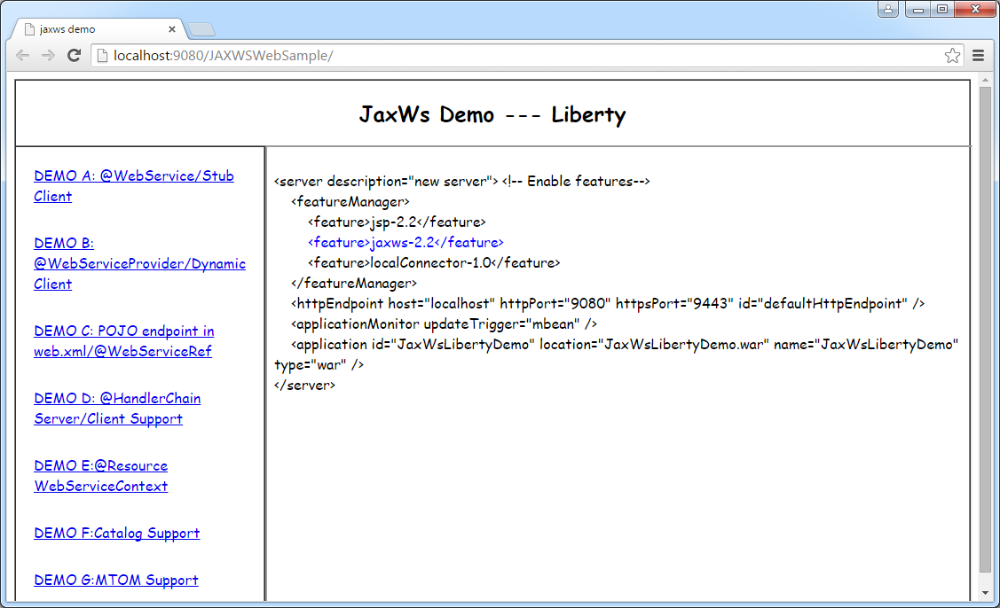 jaxws demo
localhost:9080/JAXWSWebSample/
JaxWs Demo --- Liberty
DEMO A: @WebService/Stub
Client
DEMO B:
@WebServiceProvider/Dynamic
Client
DEMO C: POJO endpoint in
web.xml/@WebServiceRef
DEMO D: @HandlerChain
Server/Client Support
DEMO E:@Resource
WebServiceContext
DEMO F:Catalog Support
DEMO G:MTOM Support
<server description="new server"> <!-- Enable features-->
<featureManager>
<feature>jsp-2.2</feature>
<feature>jaxws-2.2</feature>
<feature>localConnector-1.0</feature>
</featureManager>
<httpEndpoint host="localhost" httpPort="9080" httpsPort="9443" id="defaultHttpEndpoint" />
<applicationMonitor updateTrigger="mbean" />
<application id="JaxWsLibertyDemo" location="JaxWsLibertyDemo.war" name="JaxWsLibertyDemo"
type="war" />
</server>